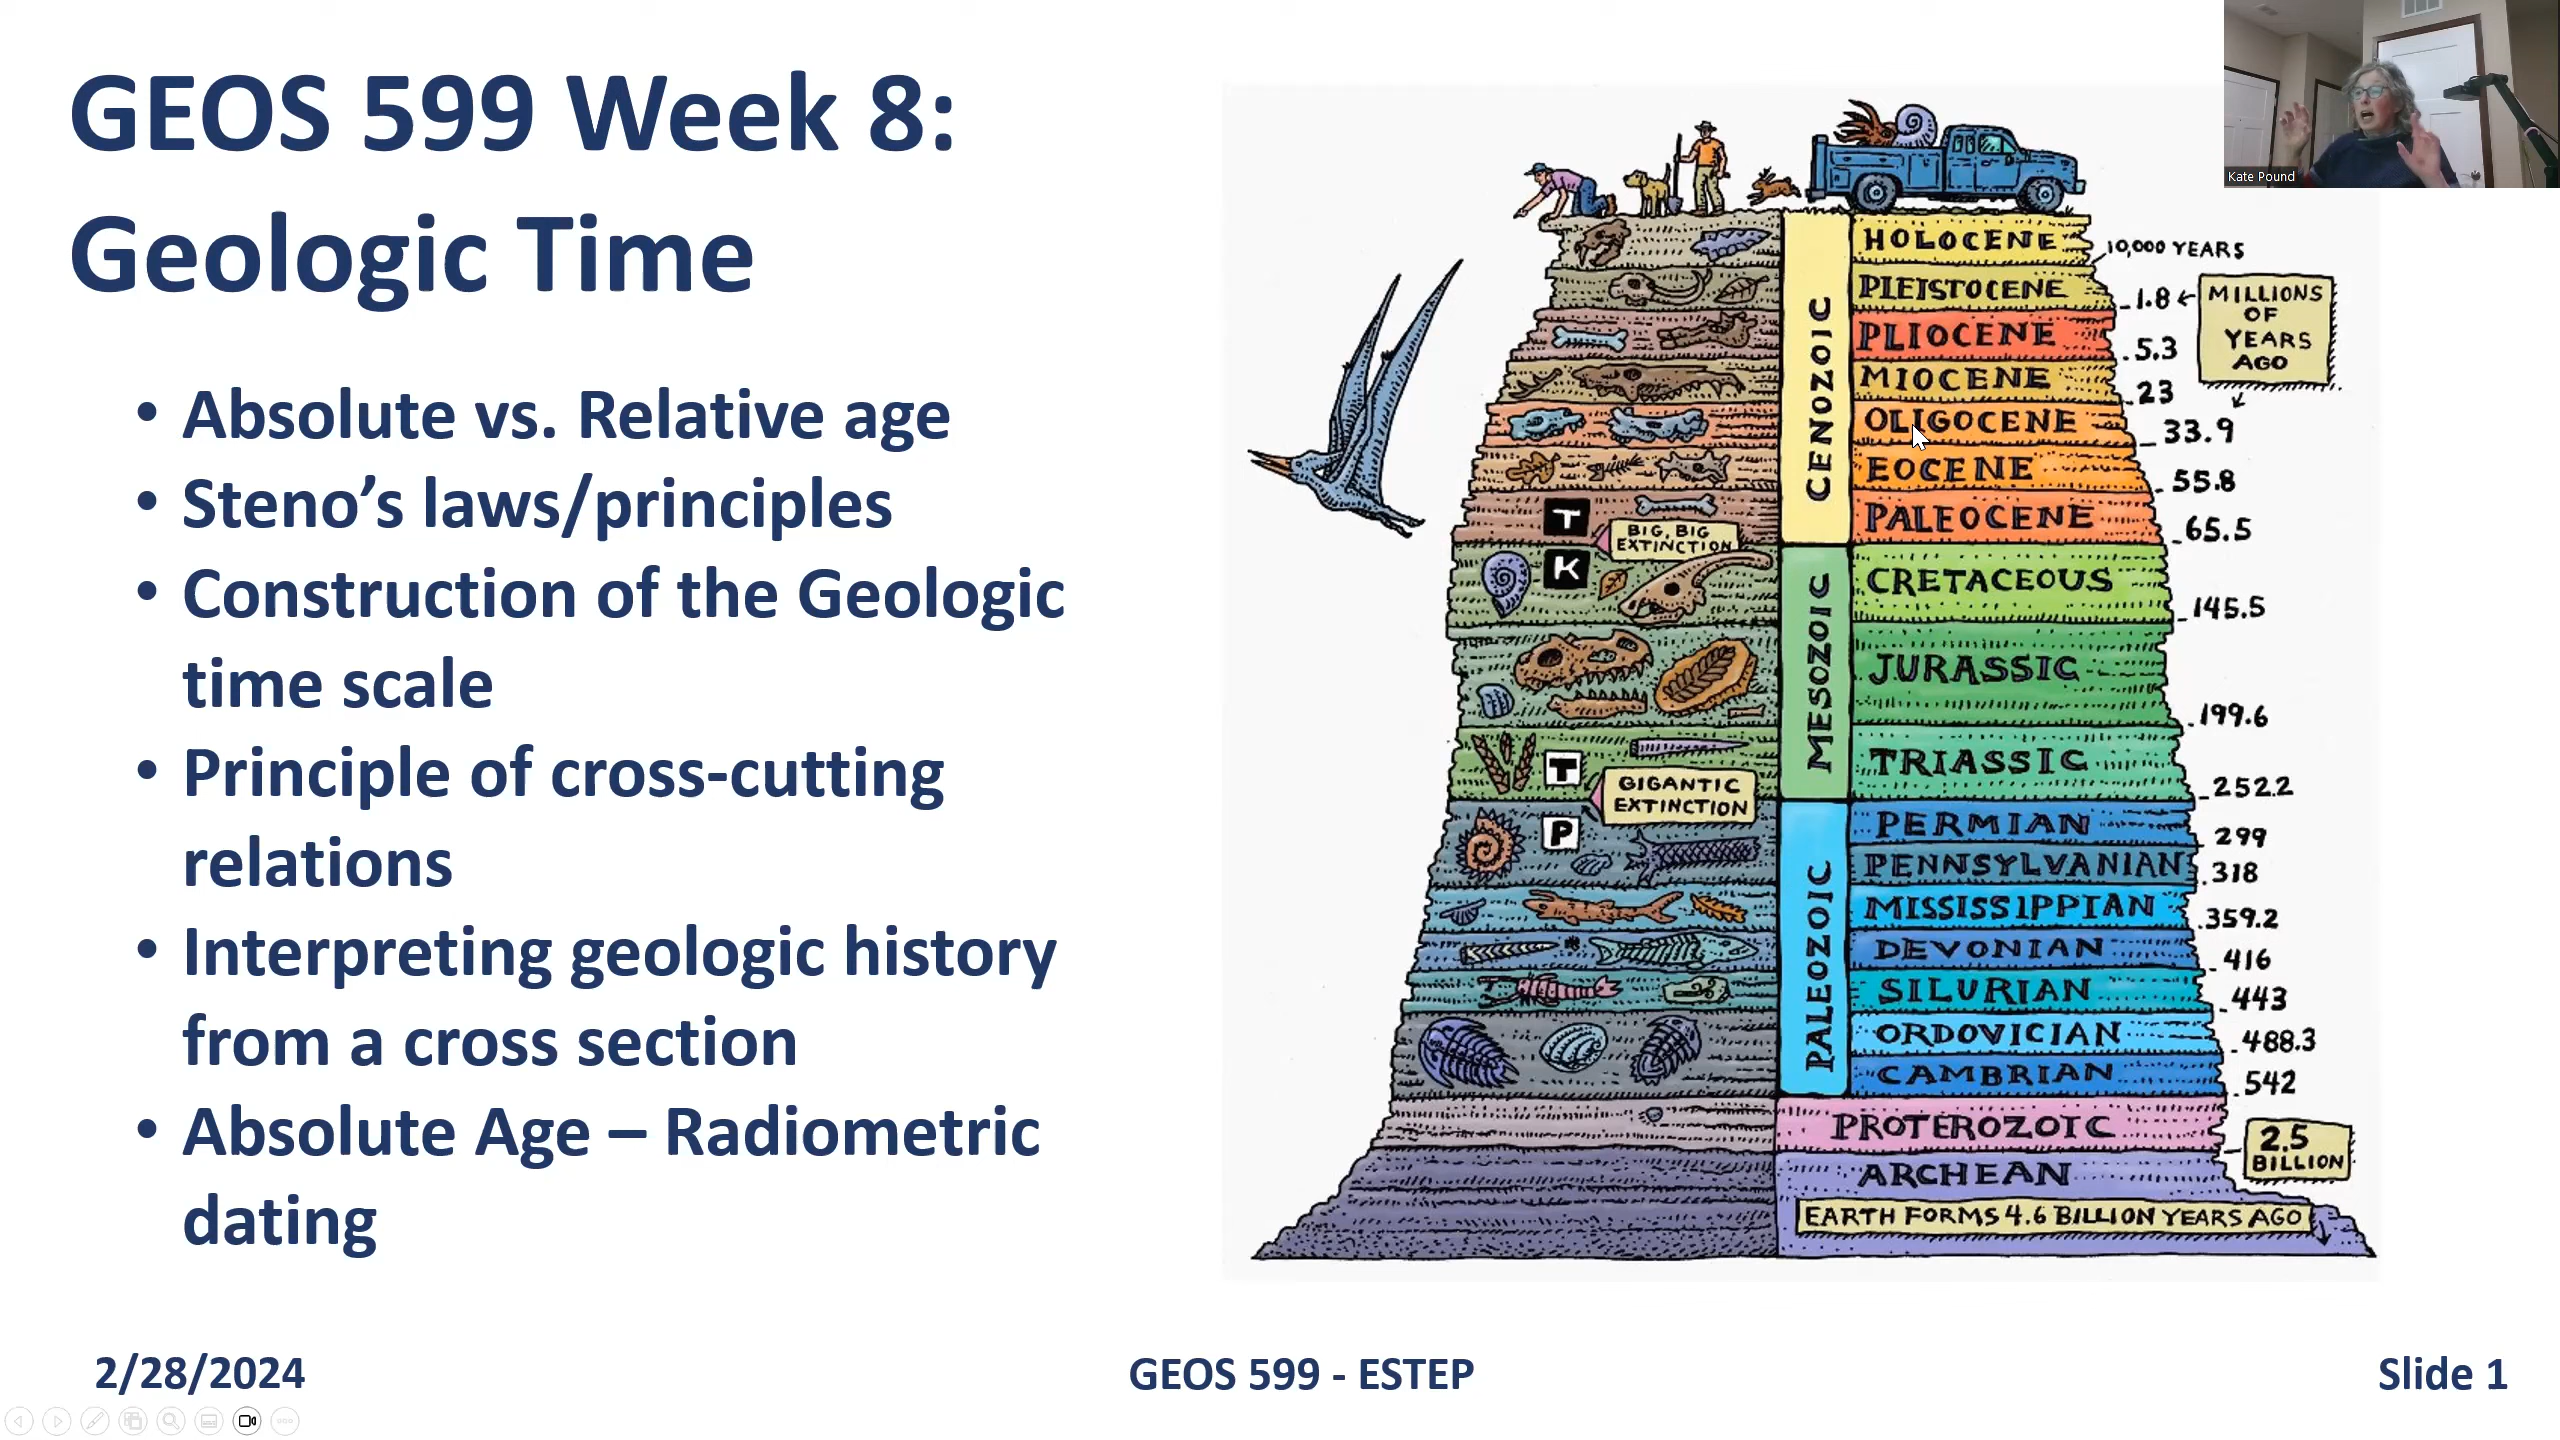 GEOS 599 Week 8:
Geologic Time
• Absolute vs. Relative age
• Steno’s laws/principles
• Construction of the Geologic
time scale
• Principle of cross-cutting
relations
• Interpreting geologic history
from a cross section
• Absolute Age – Radiometric
dating
Kate Pound
CENOZOIC
HOLOCENE
10,000 YEARS
PLEISTOCENE
1.8
MILLIONS
OF
YEARS
AGO
PLIOCENE
5.3
MIOCENE
23
OLIGOCENE
33.9
EOCENE
55.8
PALEOCENE
65.5
T
BIG, BIG
EXTINCTION
K
MESOZOIC
CRETACEOUS
145.5
JURASSIC
199.6
TRIASSIC
252.2
T
GIGANTIC
EXTINCTION
P
PALEOZOIC
PERMIAN
299
PENNSYLVANIAN
318
MISSISSIPPIAN
359.2
DEVONIAN
416
SILURIAN
443
ORDOVICIAN
488.3
CAMBRIAN
542
PROTEROZOIC
2.5
BILLION
ARCHEAN
EARTH FORMS 4.6 BILLION YEARS AGO
2/28/2024
GEOS 599 - ESTEP
Slide 1